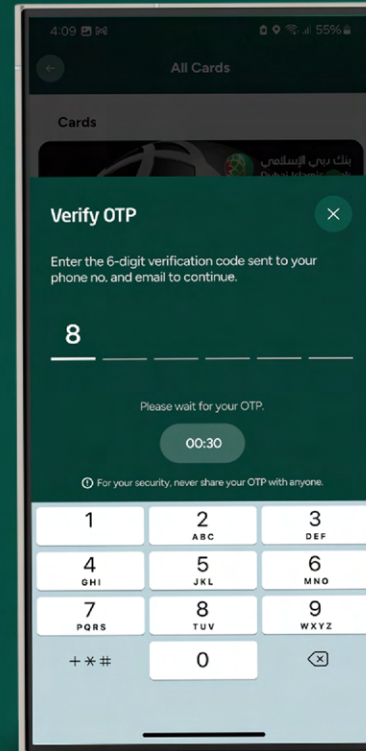 4:09
55%
All Cards
Cards
بنك دبي الإسلامي
Dubai Islamic
Verify OTP
Enter the 6-digit verification code sent to your
phone no. and email to continue.
8
Please wait for your OTP.
00:30
For your security, never share your OTP with anyone.
1
2
ABC
3
DEF
4
GHI
5
JKL
6
MNO
7
PQRS
8
TUV
9
WXYZ
+*#
0